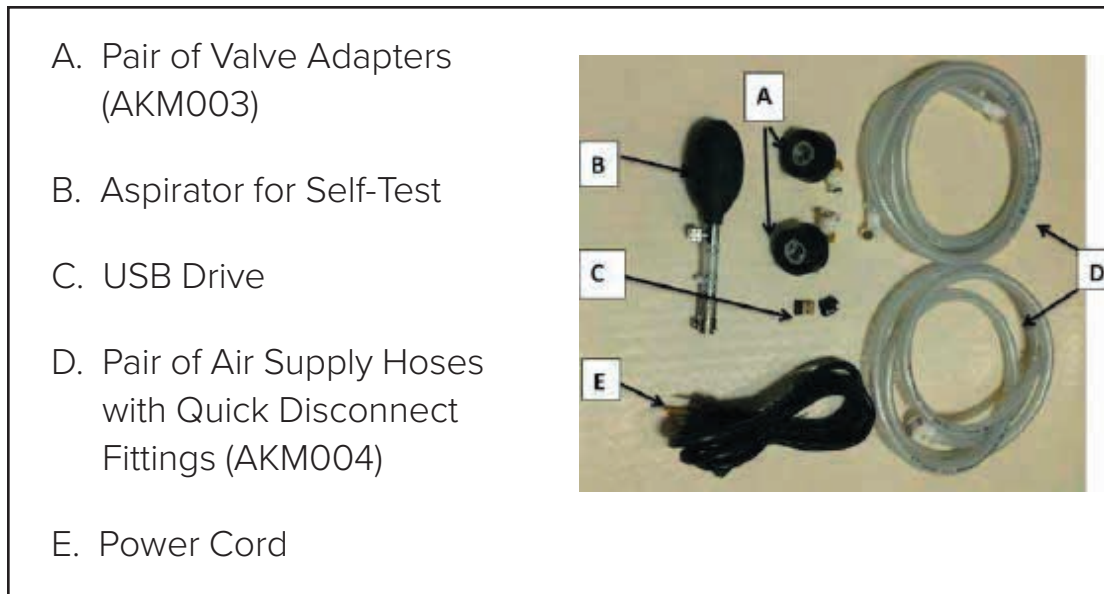 A. Pair of Valve Adapters
(AKM003)
B. Aspirator for Self-Test
C. USB Drive
D. Pair of Air Supply Hoses
with Quick Disconnect
Fittings (AKM004)
E. Power Cord
A
B
C
D
E